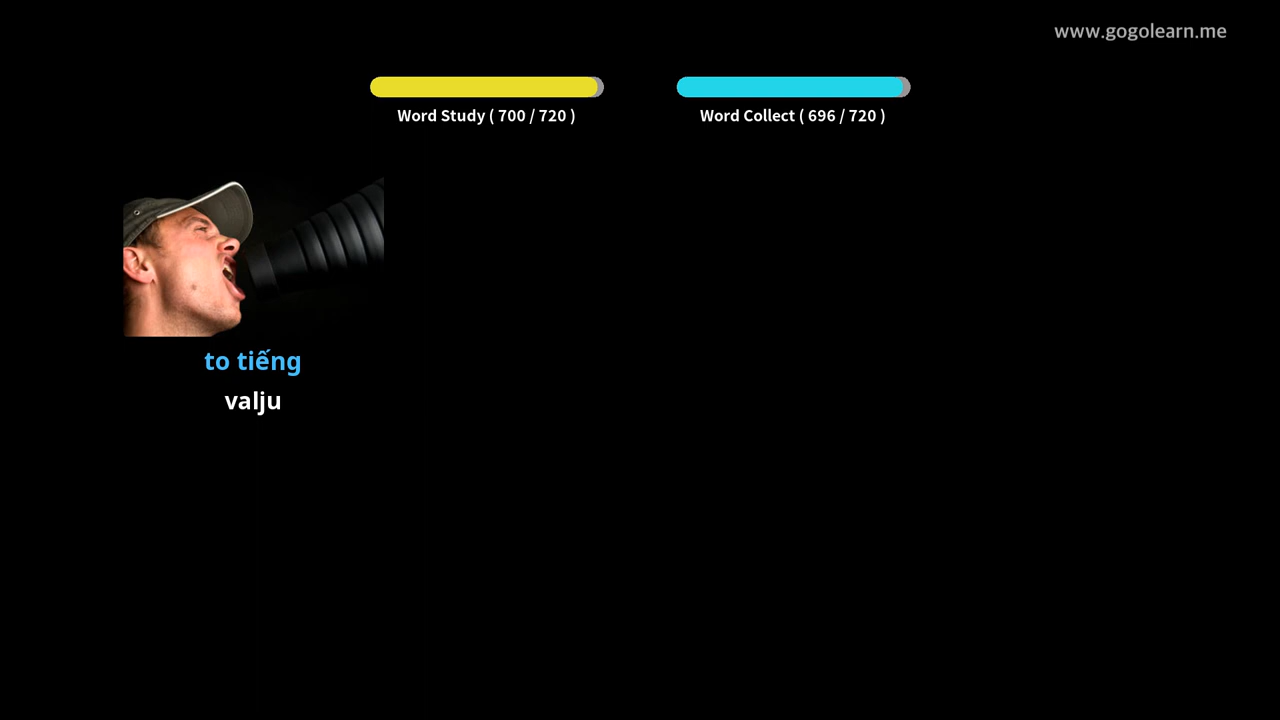 www.gogolearn.me
Word Study ( 700 / 720 )
Word Collect ( 696 / 720 )
to tiếng
valju